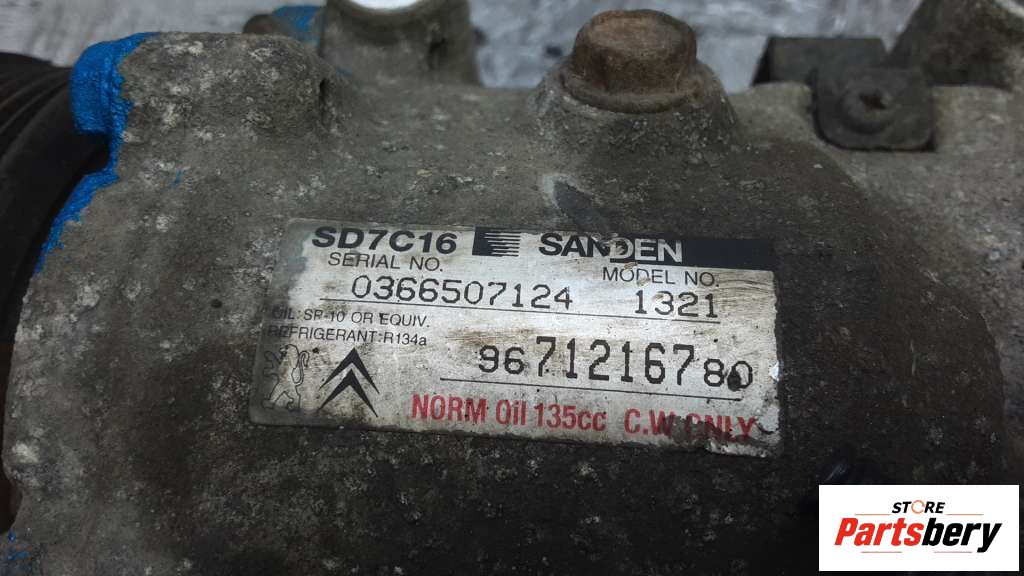 SD7C16 SANDEN
SERIAL NO. MODEL NO.
0366507124 1321
OIL: SP-10 OR EQUIV.
REFRIGERANT:R134a
9671216780
NORM Oil 135cc C.W ONLY
STORE
Partsbery